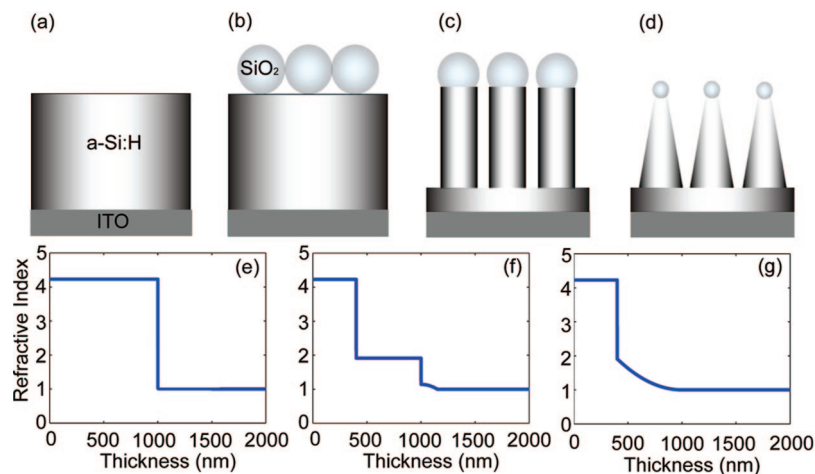 (a) (b) (c) (d)
SiO₂
a-Si:H
ITO
Refractive Index
5
4
3
2
1
0
(e)
0 500 1000 1500 2000
Thickness (nm)
5
4
3
2
1
0
(f)
0 500 1000 1500 2000
Thickness (nm)
5
4
3
2
1
0
(g)
0 500 1000 1500 2000
Thickness (nm)